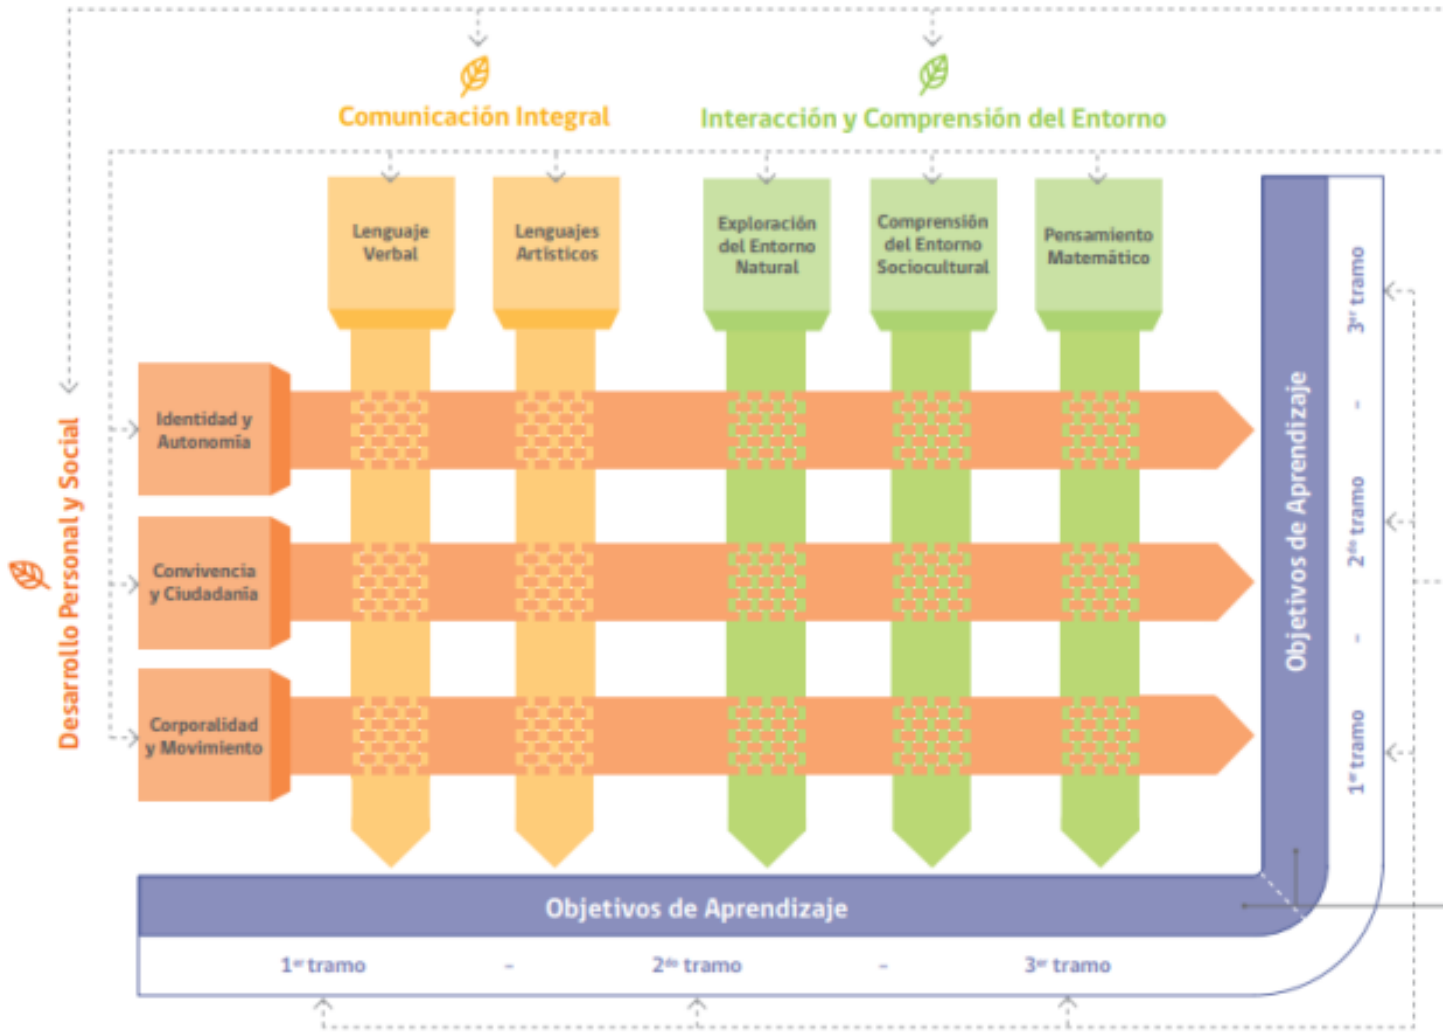 Comunicación Integral
Interacción y Comprensión del Entorno
Lenguaje
Verbal
Lenguajes
Artísticos
Exploración
del Entorno
Natural
Comprensión
del Entorno
Sociocultural
Pensamiento
Matemático
Desarrollo Personal y Social
Identidad y
Autonomía
Convivencia
y Ciudadanía
Corporalidad
y Movimiento
Objetivos de Aprendizaje
1er tramo - 2do tramo - 3er tramo
Objetivos de Aprendizaje
1er tramo - 2do tramo - 3er tramo